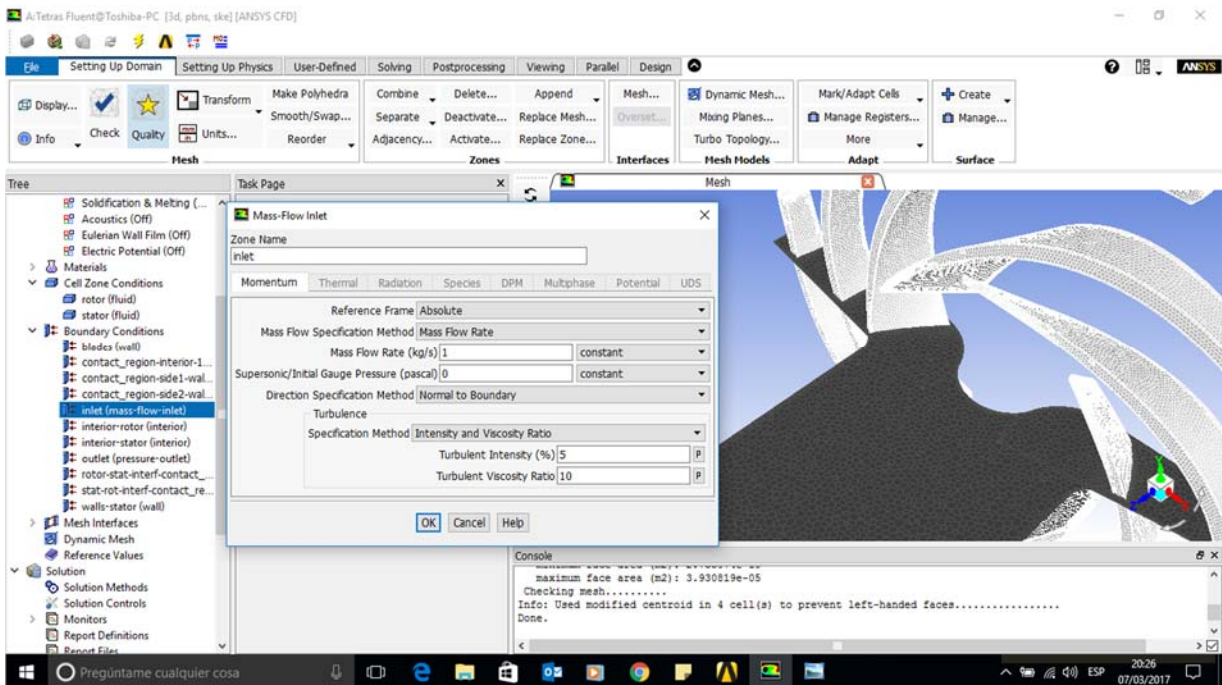 A:Tetras Fluent@Toshiba-PC [3d, pbns, ske] [ANSYS CFD]
File Setting Up Domain Setting Up Physics User-Defined Solving Postprocessing Viewing Parallel Design ANSYS
Display... Check Quality Transform Make Polyhedra Combine Delete... Append Mesh... Dynamic Mesh... Mark/Adapt Cells Create
Units... Smooth/Swap... Separate Deactivate... Replace Mesh... Overset... Mixing Planes... Manage Registers... Manage...
Info Reorder Adjacency... Activate... Replace Zone... Turbo Topology... More
Mesh Zones Interfaces Mesh Models Adapt Surface
Tree
Solidification & Melting (...
Acoustics (Off)
Eulerian Wall Film (Off)
Electric Potential (Off)
Materials
Cell Zone Conditions
rotor (fluid)
stator (fluid)
Boundary Conditions
blades (wall)
contact_region-interior-1...
contact_region-side1-wal...
contact_region-side2-wal...
inlet (mass-flow-inlet)
interior-rotor (interior)
interior-stator (interior)
outlet (pressure-outlet)
rotor-stat-interf-contact_...
stat-rot-interf-contact_re...
walls-stator (wall)
Mesh Interfaces
Dynamic Mesh
Reference Values
Solution
Solution Methods
Solution Controls
Monitors
Report Definitions
Report Files
Task Page
Mesh
Mass-Flow Inlet
Zone Name
inlet
Momentum Thermal Radiation Species DPM Multiphase Potential UDS
Reference Frame Absolute
Mass Flow Specification Method Mass Flow Rate
Mass Flow Rate (kg/s) 1 constant
Supersonic/Initial Gauge Pressure (pascal) 0 constant
Direction Specification Method Normal to Boundary
Turbulence
Specification Method Intensity and Viscosity Ratio
Turbulent Intensity (%) 5 P
Turbulent Viscosity Ratio 10 P
OK Cancel Help
Console
maximum face area (m2): 3.930819e-05
Checking mesh..........
Info: Used modified centroid in 4 cell(s) to prevent left-handed faces.................
Done.
Pregúntame cualquier cosa
ESP
20:26
07/03/2017